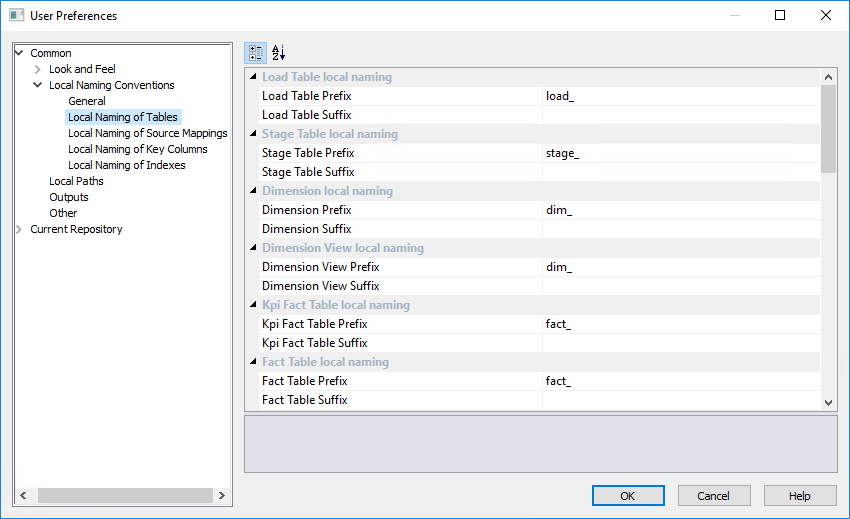 User Preferences
Common
Look and Feel
Local Naming Conventions
General
Local Naming of Tables
Local Naming of Source Mappings
Local Naming of Key Columns
Local Naming of Indexes
Local Paths
Outputs
Other
Current Repository
A
Z
Load Table local naming
Load Table Prefix load_
Load Table Suffix
Stage Table local naming
Stage Table Prefix stage_
Stage Table Suffix
Dimension local naming
Dimension Prefix dim_
Dimension Suffix
Dimension View local naming
Dimension View Prefix dim_
Dimension View Suffix
Kpi Fact Table local naming
Kpi Fact Table Prefix fact_
Kpi Fact Table Suffix
Fact Table local naming
Fact Table Prefix fact_
Fact Table Suffix
OK Cancel Help